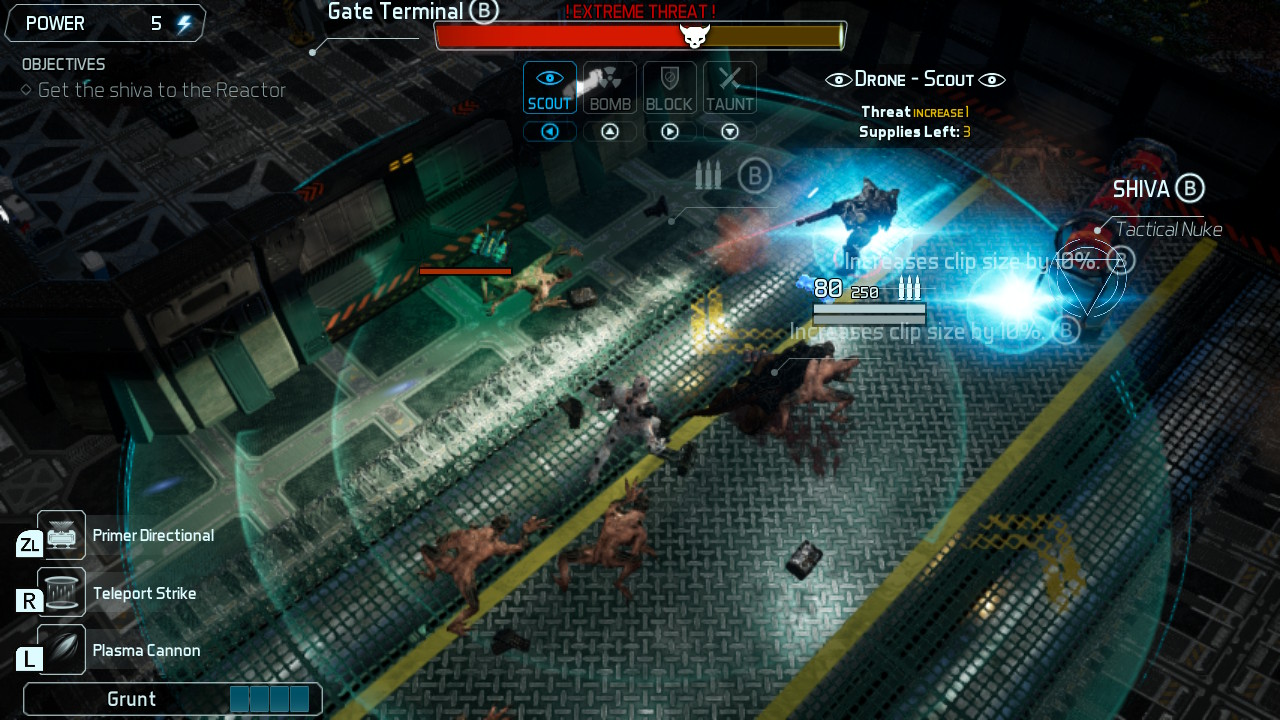 POWER 5
Gate Terminal B
! EXTREME THREAT !
OBJECTIVES
Get the shiva to the Reactor
SCOUT BOMB BLOCK TAUNT
DRONE - SCOUT
Threat INCREASE 1
Supplies Left: 3
B
SHIVA B
Tactical Nuke
Increases clip size by 10%. B
80 250
Increases clip size by 10%. B
ZL Primer Directional
R Teleport Strike
L Plasma Cannon
Grunt